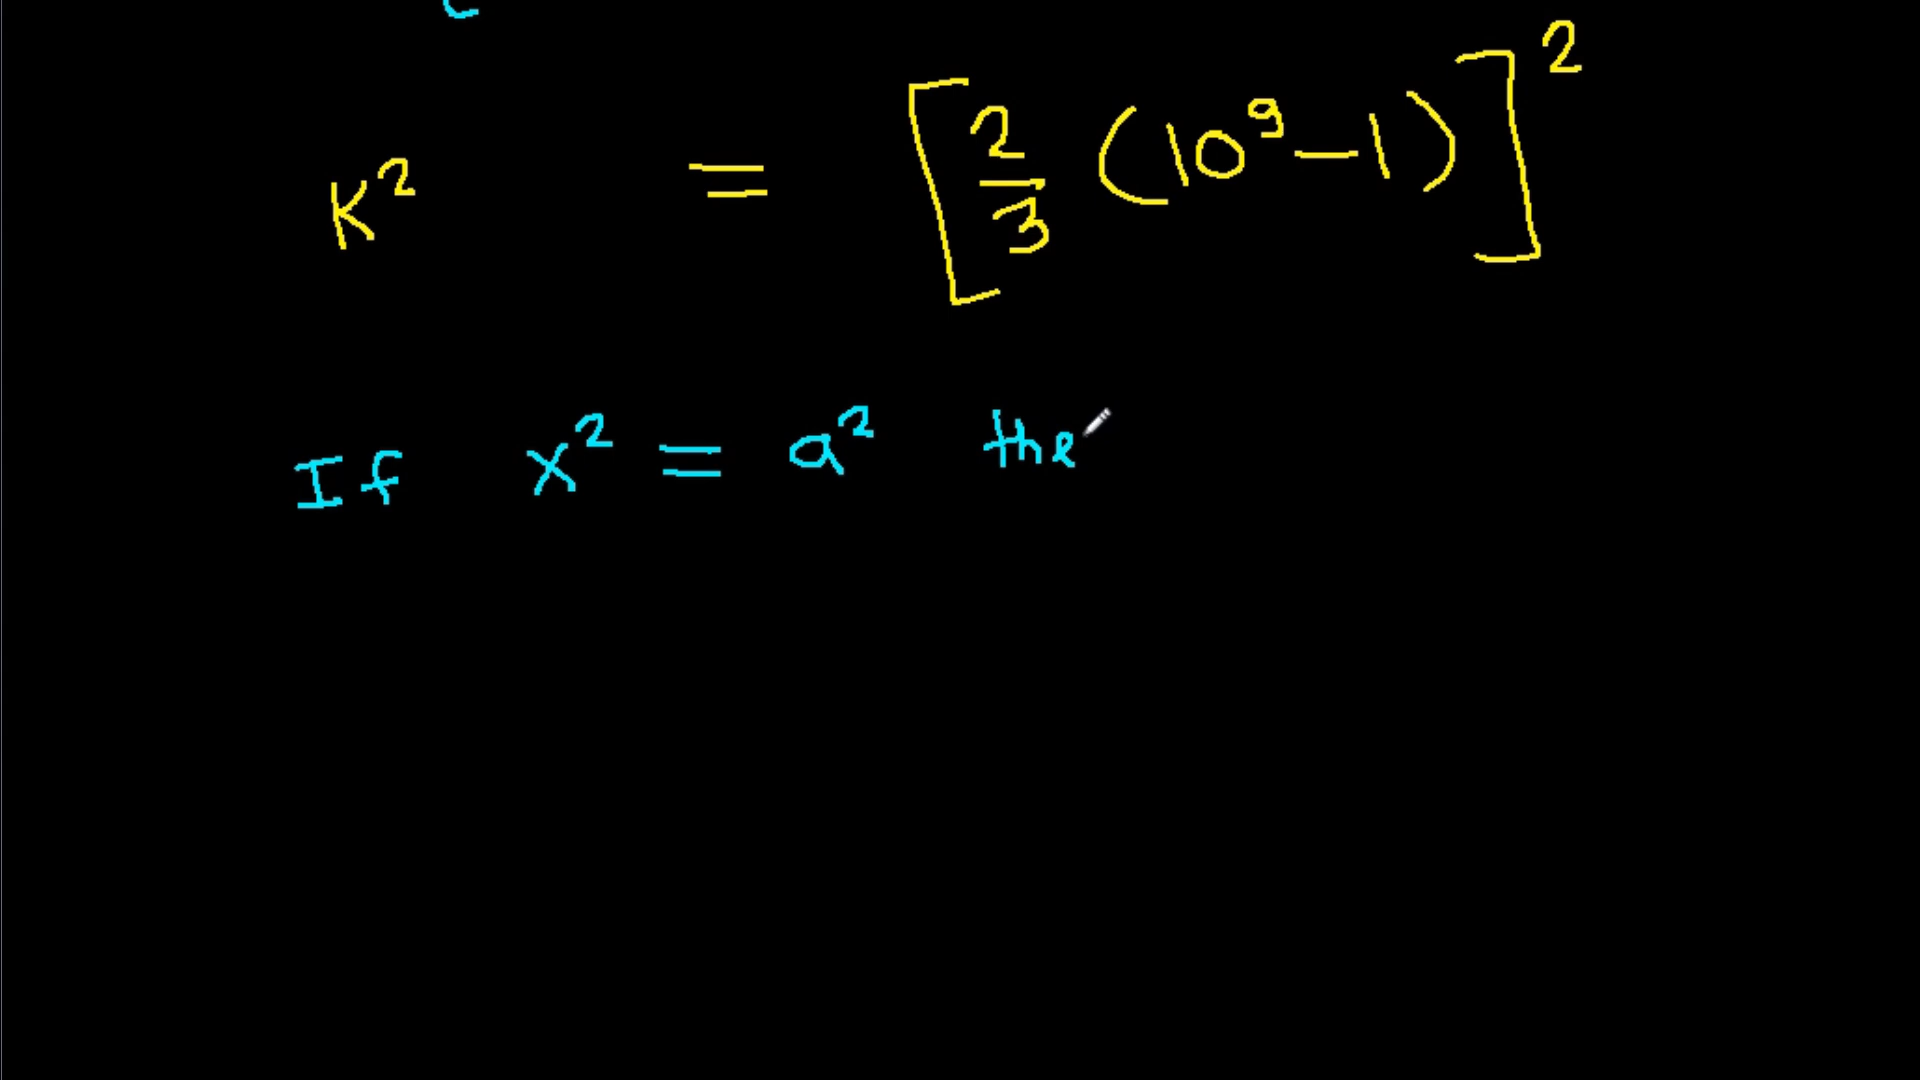 K² = [2/3 (10⁹ − 1)]²
If x² = a² the